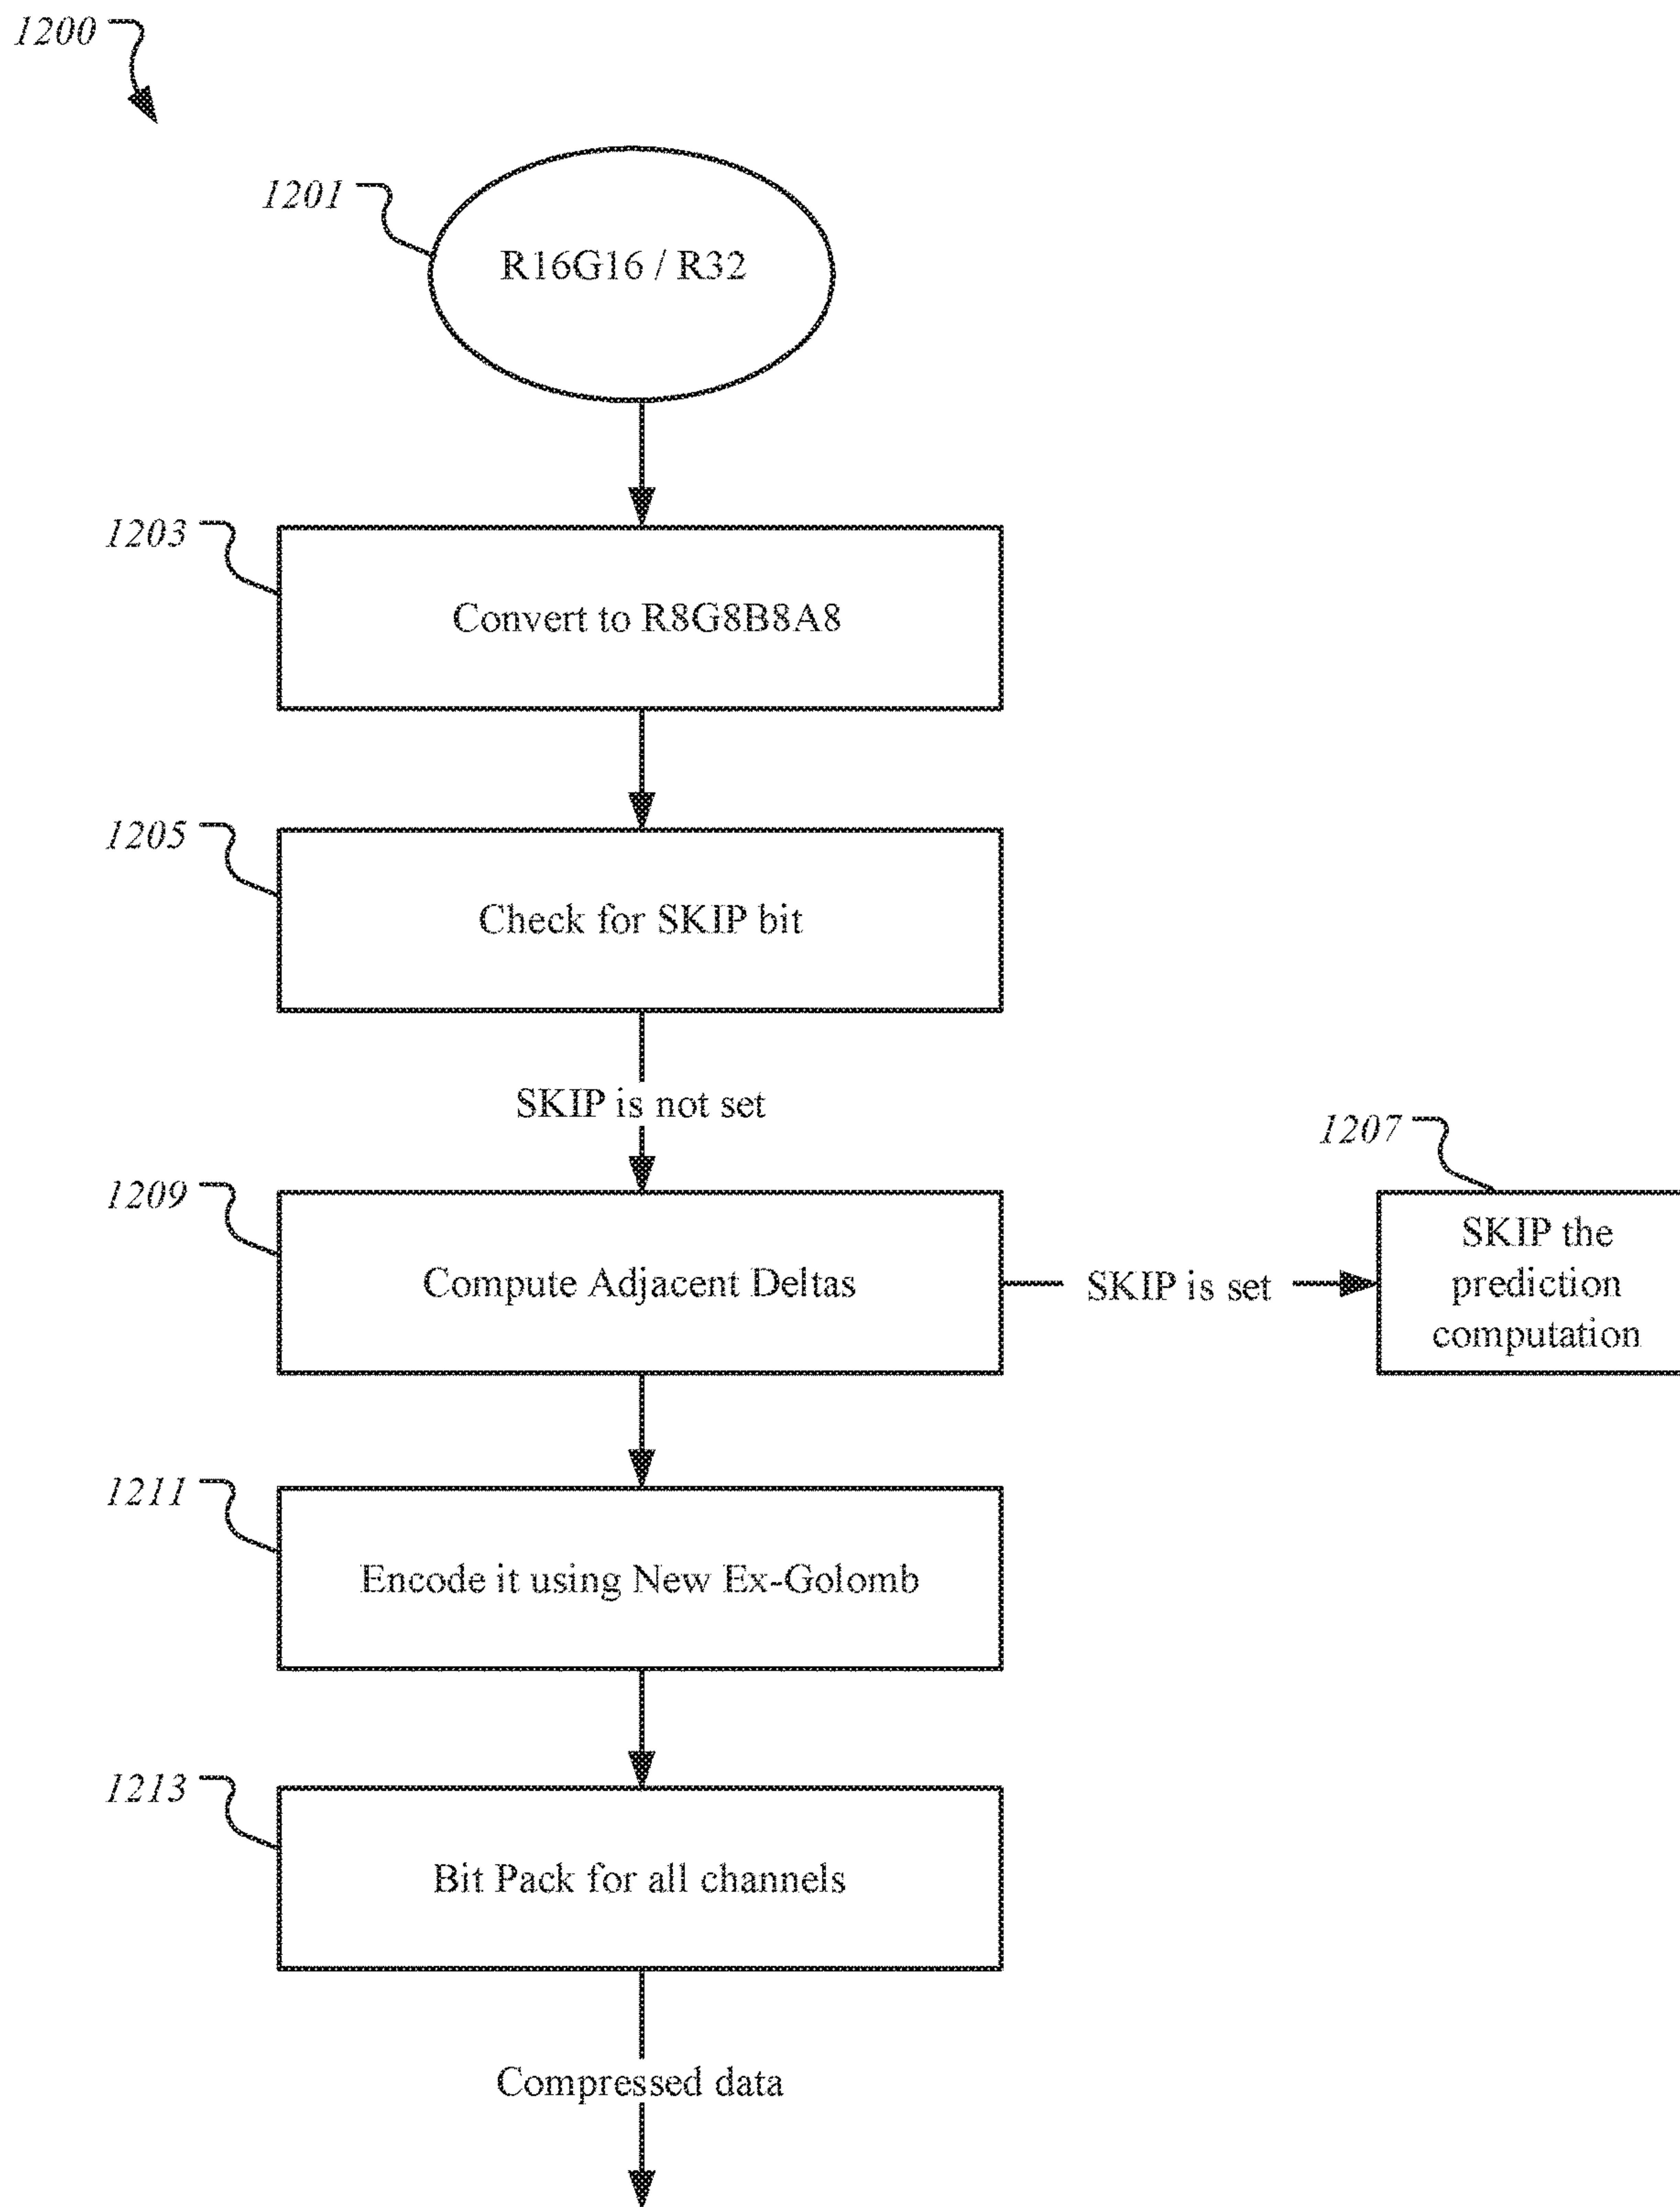 1200
1201
R16G16 / R32
1203
Convert to R8G8B8A8
1205
Check for SKIP bit
SKIP is not set
1207
1209
Compute Adjacent Deltas
SKIP is set
SKIP the
prediction
computation
1211
Encode it using New Ex-Golomb
1213
Bit Pack for all channels
Compressed data